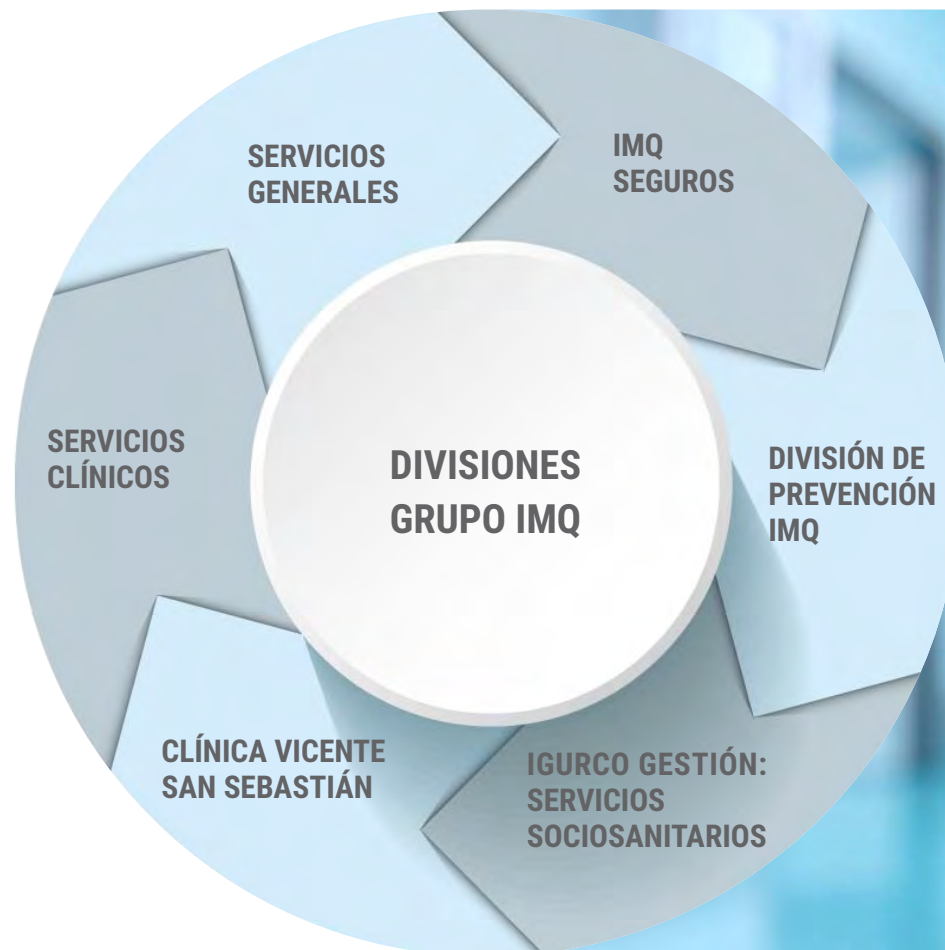 SERVICIOS
GENERALES
IMQ
SEGUROS
SERVICIOS
CLÍNICOS
DIVISIONES
GRUPO IMQ
DIVISIÓN DE
PREVENCIÓN
IMQ
CLÍNICA VICENTE
SAN SEBASTIÁN
IGURCO GESTIÓN:
SERVICIOS
SOCIOSANITARIOS